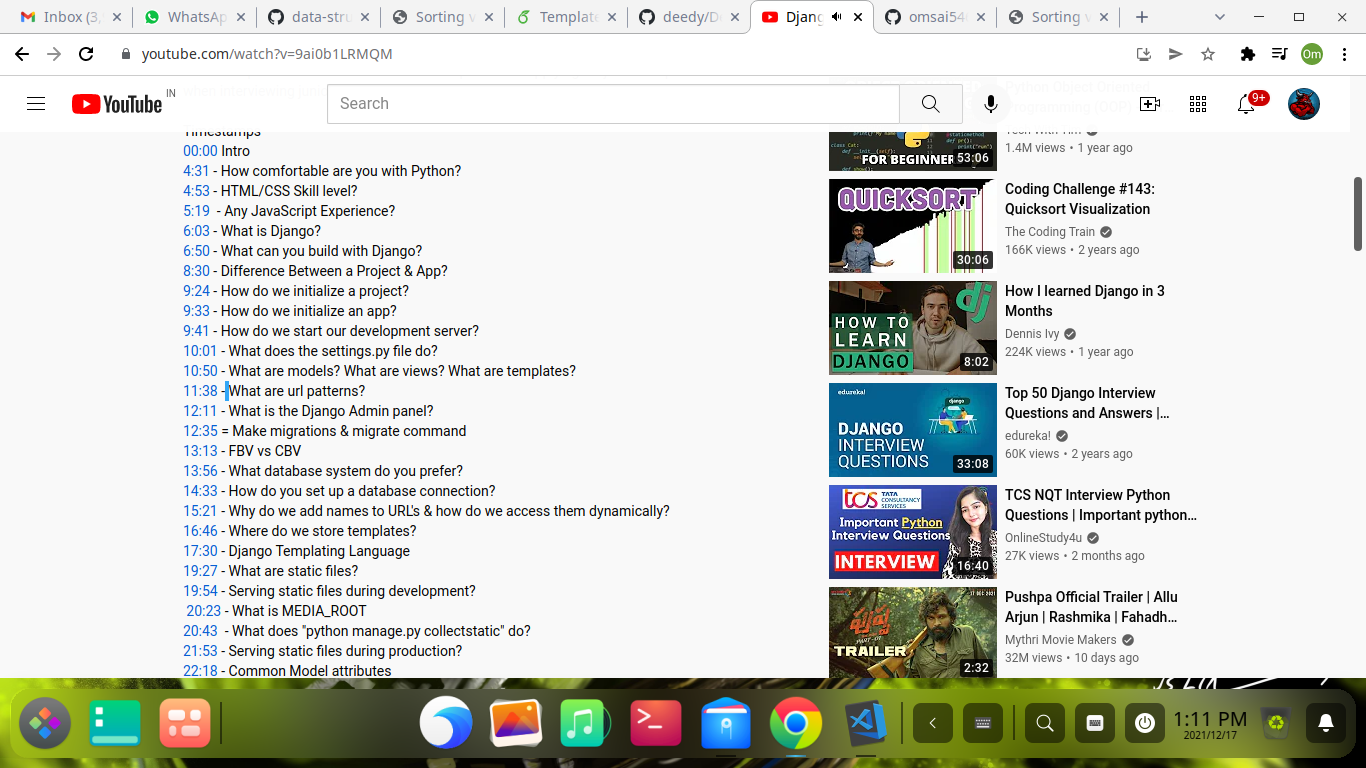 Inbox (3,
WhatsAp
data-stru
Sorting v
Template
deedy/De
Djang
omsai54
Sorting v
youtube.com/watch?v=9ai0b1LRMQM
Om
YouTube IN
Search
9+
Timestamps
00:00 Intro
4:31 - How comfortable are you with Python?
4:53 - HTML/CSS Skill level?
5:19 - Any JavaScript Experience?
6:03 - What is Django?
6:50 - What can you build with Django?
8:30 - Difference Between a Project & App?
9:24 - How do we initialize a project?
9:33 - How do we initialize an app?
9:41 - How do we start our development server?
10:01 - What does the settings.py file do?
10:50 - What are models? What are views? What are templates?
11:38 - What are url patterns?
12:11 - What is the Django Admin panel?
12:35 = Make migrations & migrate command
13:13 - FBV vs CBV
13:56 - What database system do you prefer?
14:33 - How do you set up a database connection?
15:21 - Why do we add names to URL's & how do we access them dynamically?
16:46 - Where do we store templates?
17:30 - Django Templating Language
19:27 - What are static files?
19:54 - Serving static files during development?
20:23 - What is MEDIA_ROOT
20:43 - What does "python manage.py collectstatic" do?
21:53 - Serving static files during production?
22:18 - Common Model attributes
FOR BEGINNERS
53:06
Tech With Tim
1.4M views • 1 year ago
QUICKSORT
30:06
Coding Challenge #143:
Quicksort Visualization
The Coding Train
166K views • 2 years ago
dj
HOW TO
LEARN
DJANGO
8:02
How I learned Django in 3
Months
Dennis Ivy
224K views • 1 year ago
edureka!
django
DJANGO
INTERVIEW
QUESTIONS
33:08
Top 50 Django Interview
Questions and Answers |...
edureka!
60K views • 2 years ago
tcs TATA
CONSULTANCY
SERVICES
Important Python
Interview Questions
INTERVIEW
16:40
TCS NQT Interview Python
Questions | Important python...
OnlineStudy4u
27K views • 2 months ago
17 DEC 2021
TRAILER
2:32
Pushpa Official Trailer | Allu
Arjun | Rashmika | Fahadh...
Mythri Movie Makers
32M views • 10 days ago
1:11 PM
2021/12/17